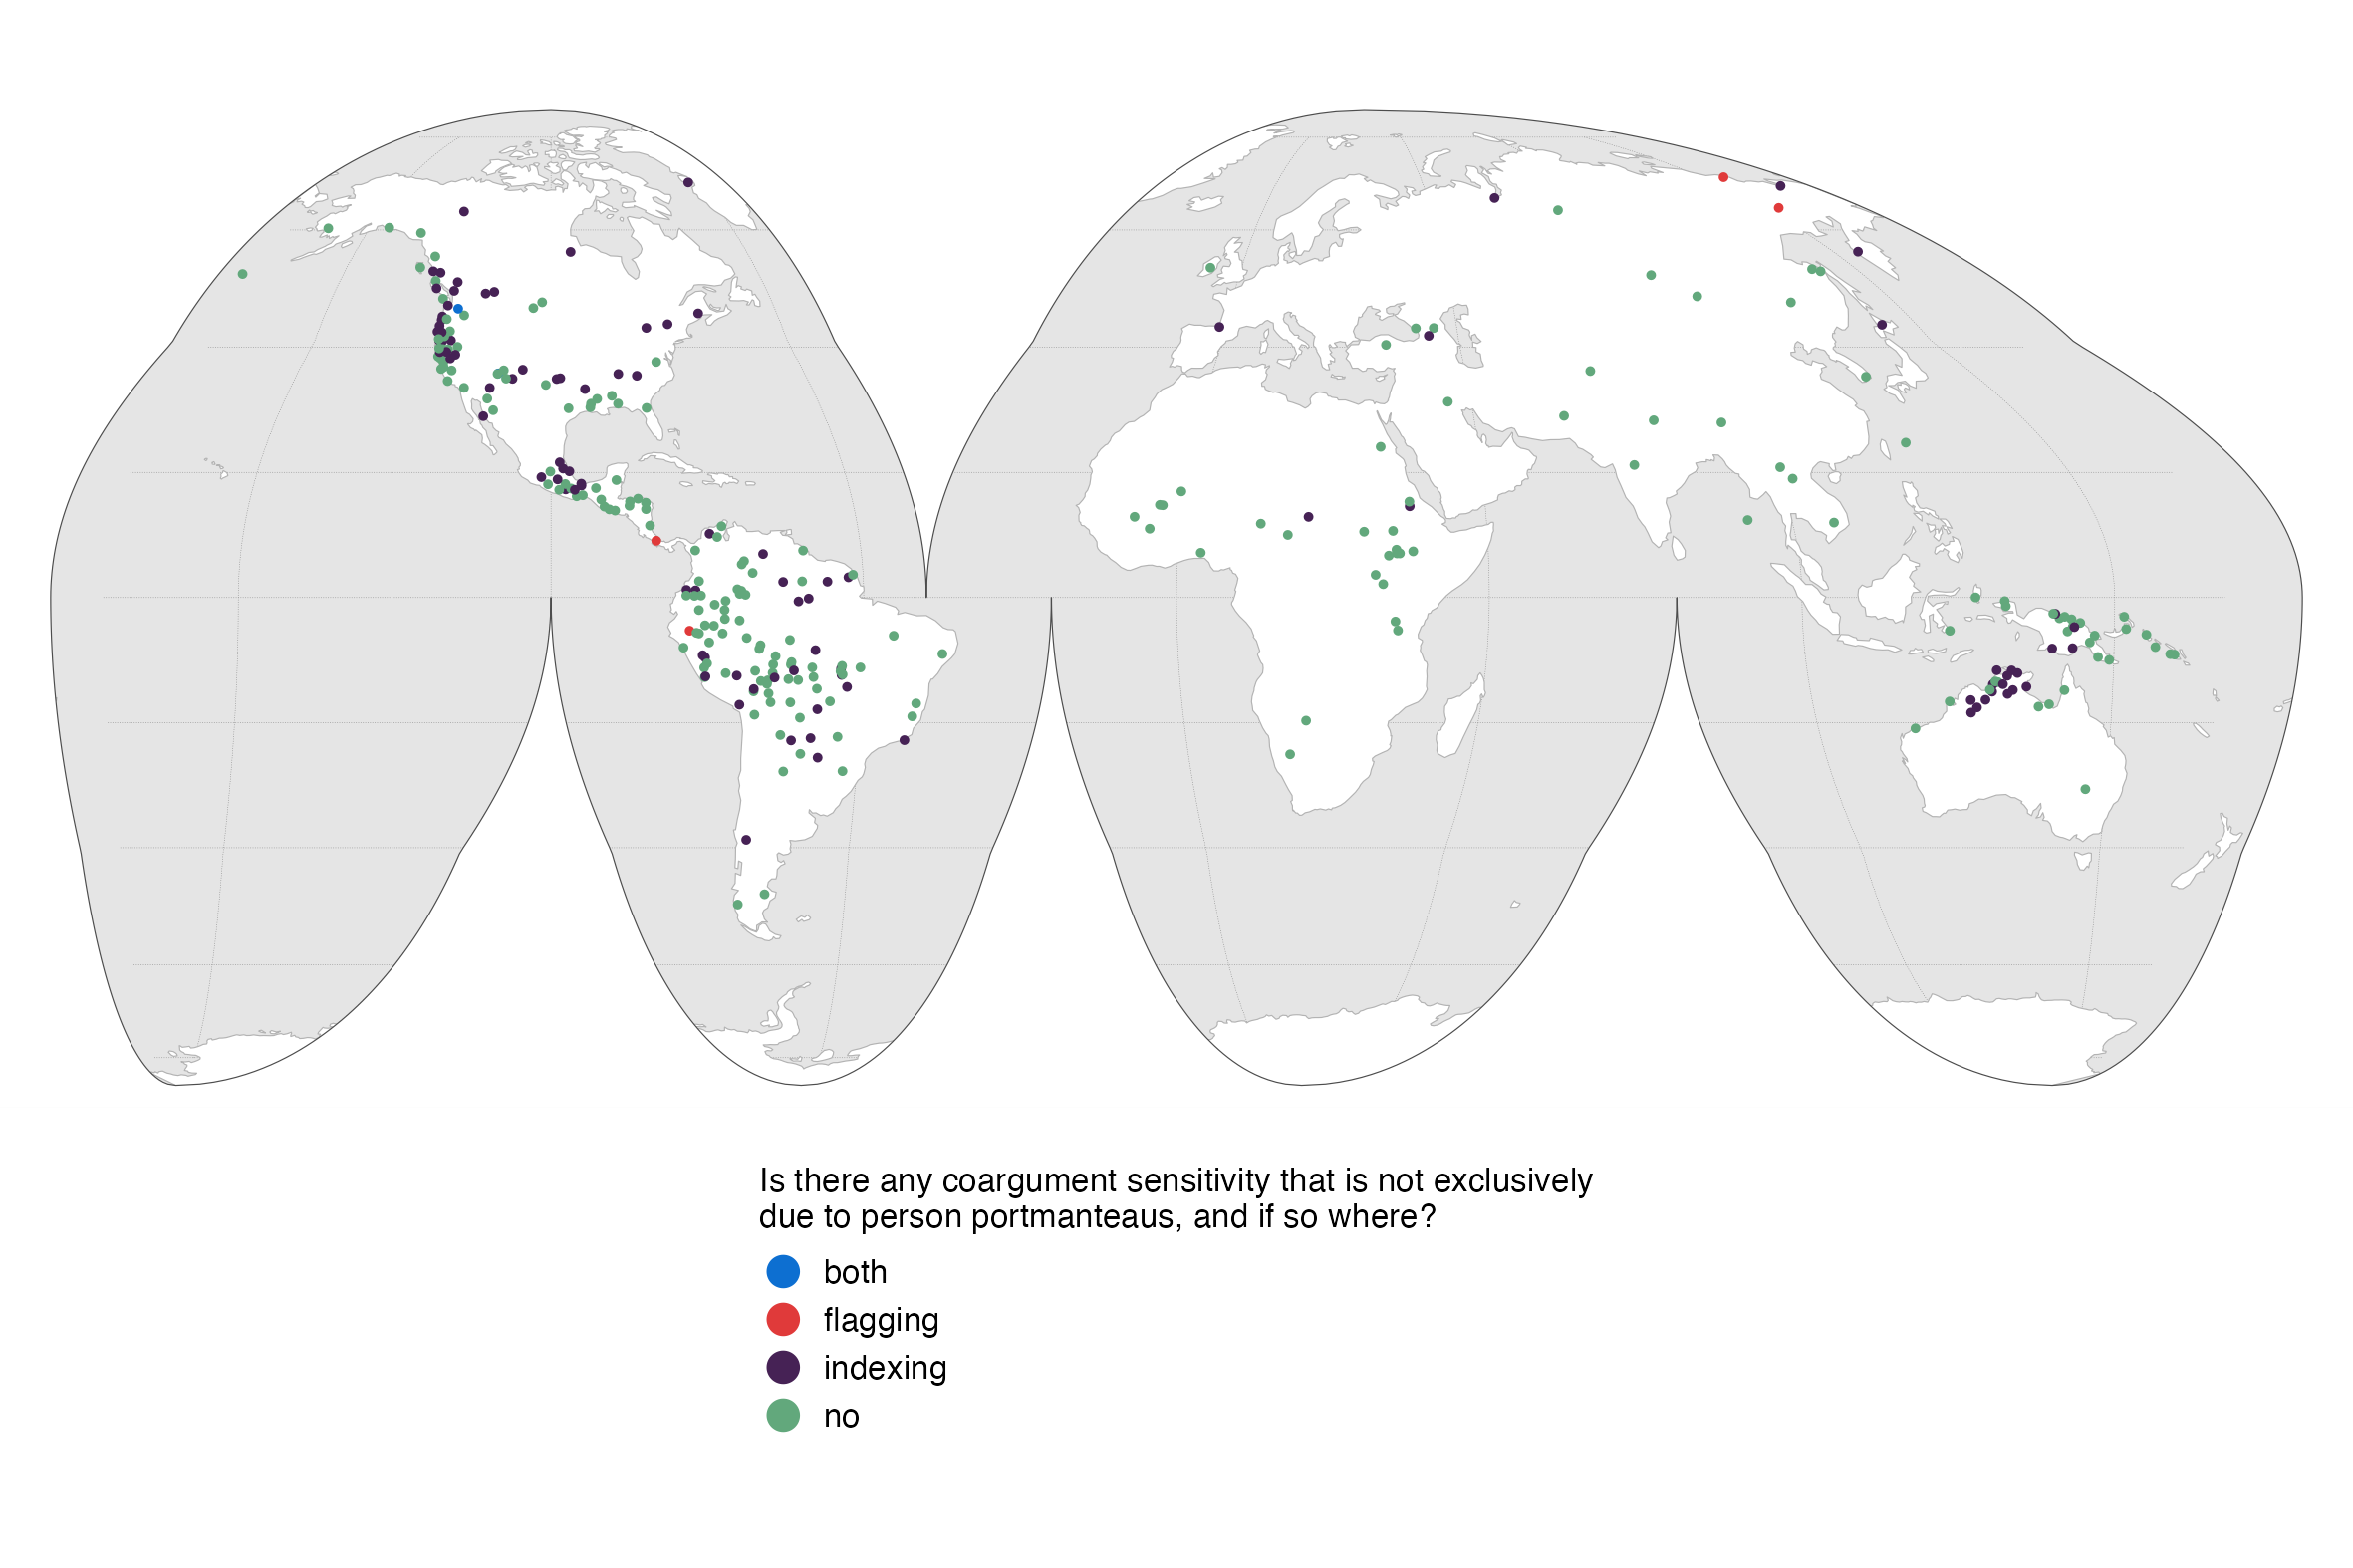 Is there any coargument sensitivity that is not exclusively
due to person portmanteaus, and if so where?
both
flagging
indexing
no